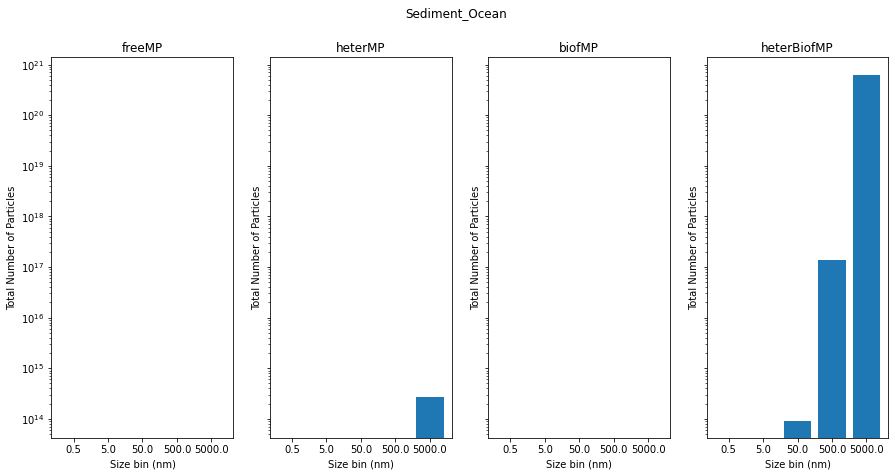 Sediment_Ocean
freeMP
heterMP
biofMP
heterBiofMP
Total Number of Particles
10^21
10^20
10^19
10^18
10^17
10^16
10^15
10^14
0.5 5.0 50.0 500.0 5000.0
Size bin (nm)
Total Number of Particles
0.5 5.0 50.0 500.0 5000.0
Size bin (nm)
Total Number of Particles
0.5 5.0 50.0 500.0 5000.0
Size bin (nm)
Total Number of Particles
0.5 5.0 50.0 500.0 5000.0
Size bin (nm)